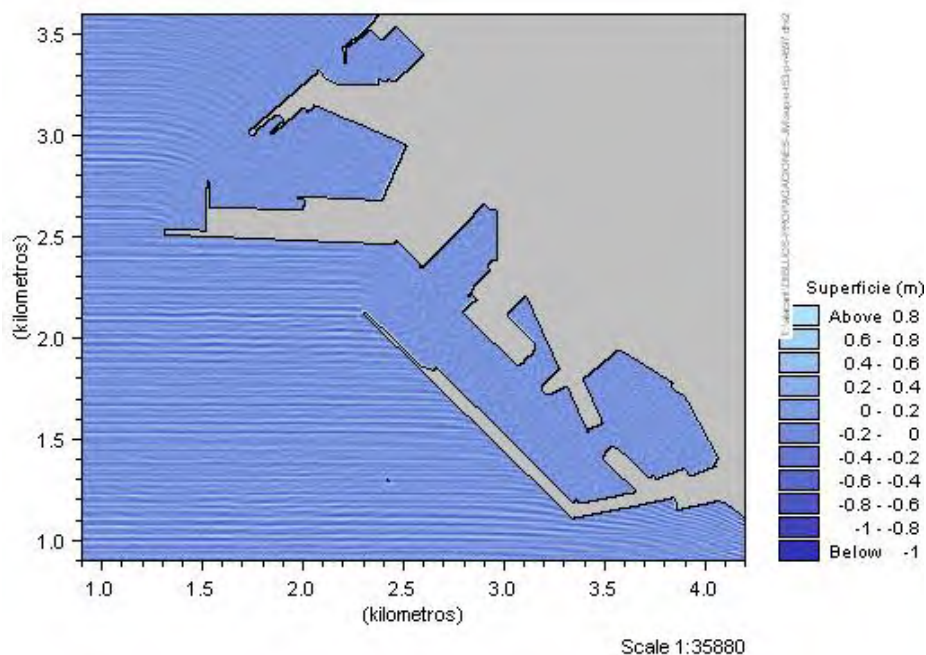 3.5
3.0
2.5
2.0
1.5
1.0
(kilometros)
1.0 1.5 2.0 2.5 3.0 3.5 4.0
(kilometros)
Scale 1:35880
Superficie (m)
Above 0.8
0.6 - 0.8
0.4 - 0.6
0.2 - 0.4
0 - 0.2
-0.2 - 0
-0.4 - -0.2
-0.6 - -0.4
-0.8 - -0.6
-1 - -0.8
Below -1